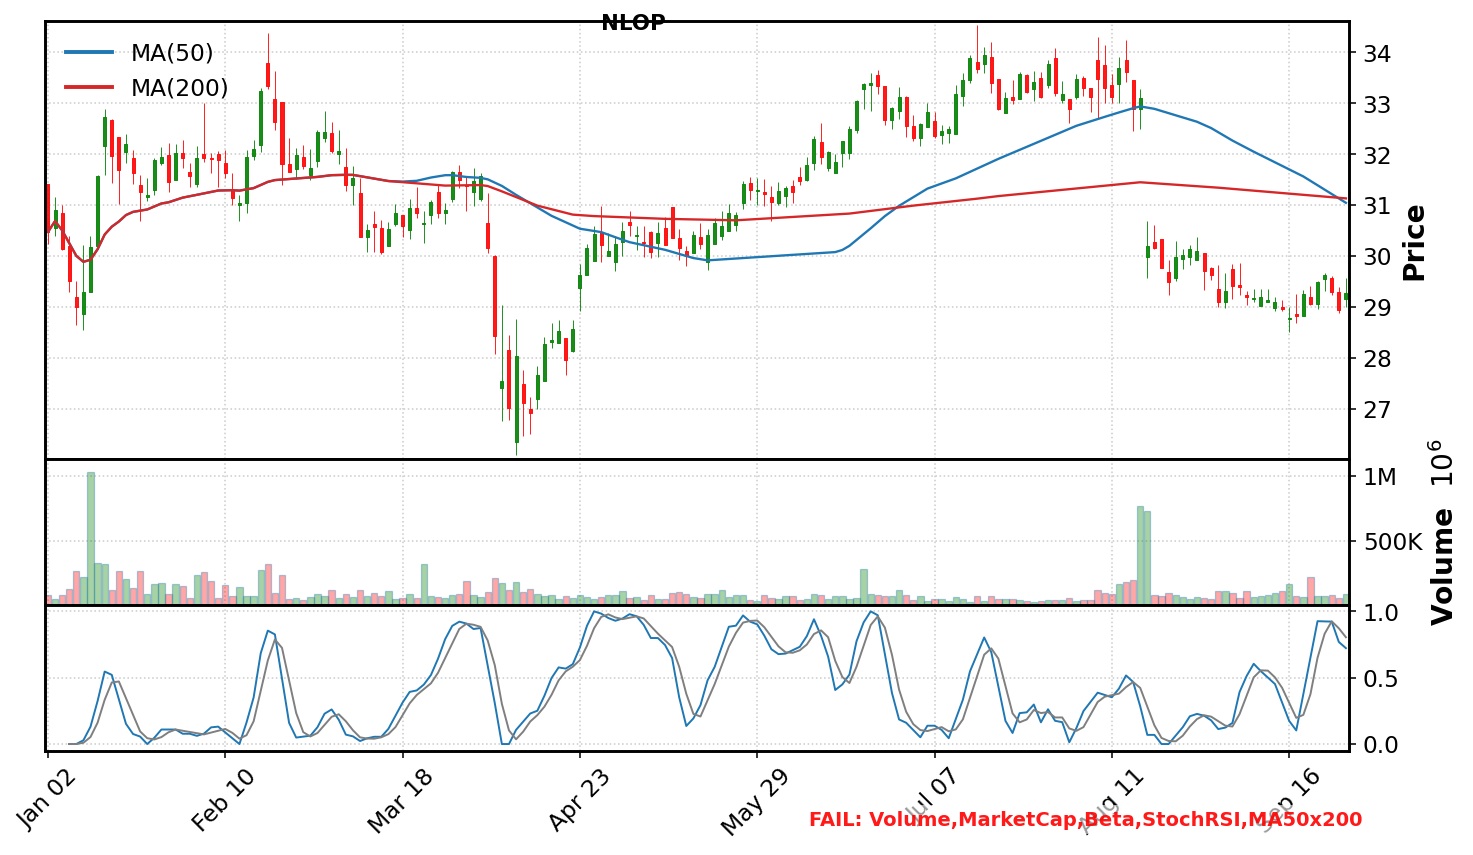 NLOP
MA(50)
MA(200)
34
33
32
31
30
29
28
27
Price
1M
500K
Volume 10⁶
1.0
0.5
0.0
Jan 02
Feb 10
Mar 18
Apr 23
May 29
Jul 07
Aug 11
Sep 16
FAIL: Volume,MarketCap,Beta,StochRSI,MA50x200